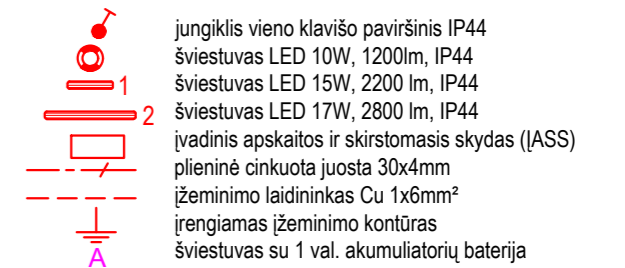 jungiklis vieno klavišo paviršinis IP44
šviestuvas LED 10W, 1200lm, IP44
1 šviestuvas LED 15W, 2200 lm, IP44
2 šviestuvas LED 17W, 2800 lm, IP44
įvadinis apskaitos ir skirstomasis skydas (ĮASS)
plieninė cinkuota juosta 30x4mm
įžeminimo laidininkas Cu 1x6mm²
įrengiamas įžeminimo kontūras
A šviestuvas su 1 val. akumuliatorių baterija